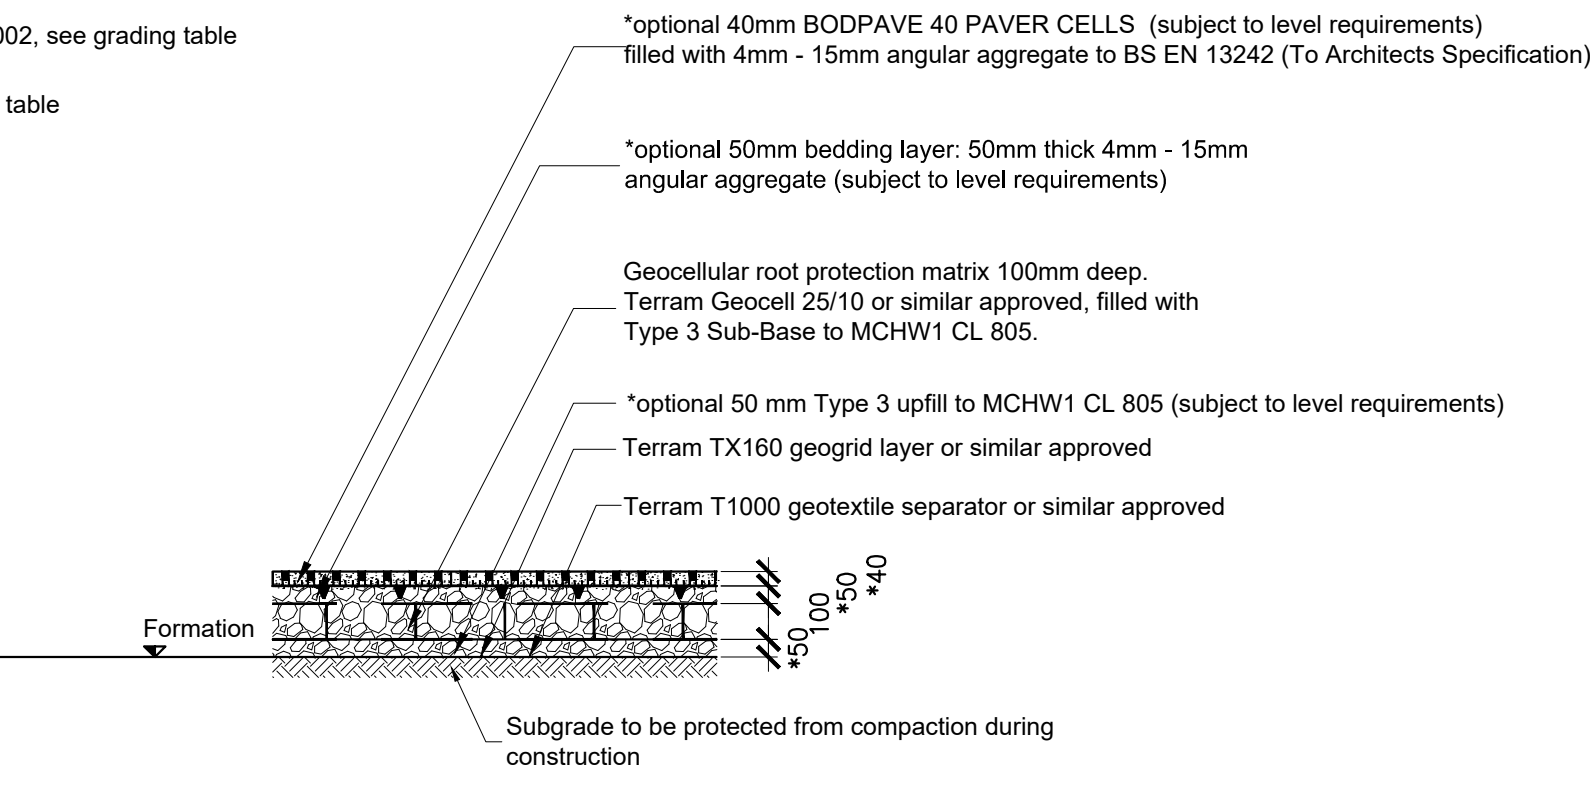 002, see grading table
table
*optional 40mm BODPAVE 40 PAVER CELLS (subject to level requirements)
filled with 4mm - 15mm angular aggregate to BS EN 13242 (To Architects Specification)
*optional 50mm bedding layer: 50mm thick 4mm - 15mm
angular aggregate (subject to level requirements)
Geocellular root protection matrix 100mm deep.
Terram Geocell 25/10 or similar approved, filled with
Type 3 Sub-Base to MCHW1 CL 805.
*optional 50 mm Type 3 upfill to MCHW1 CL 805 (subject to level requirements)
Terram TX160 geogrid layer or similar approved
Terram T1000 geotextile separator or similar approved
*50
100
*50
*40
Formation
Subgrade to be protected from compaction during
construction